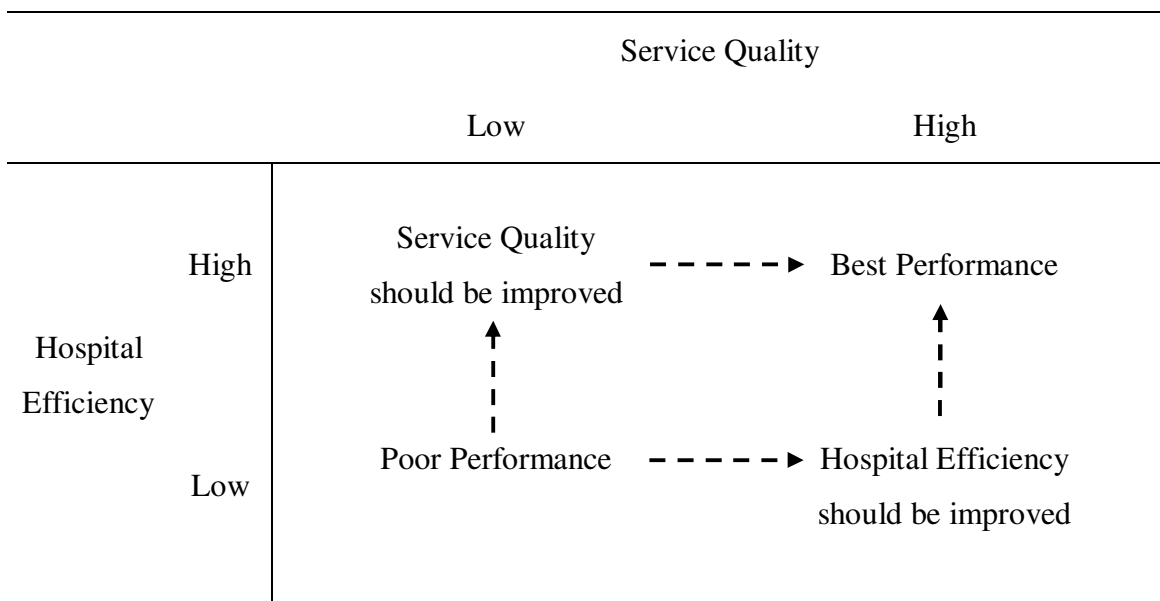 Service Quality
Low High
Service Quality
should be improved
High
Best Performance
Hospital
Efficiency
Poor Performance
Low
Hospital Efficiency
should be improved